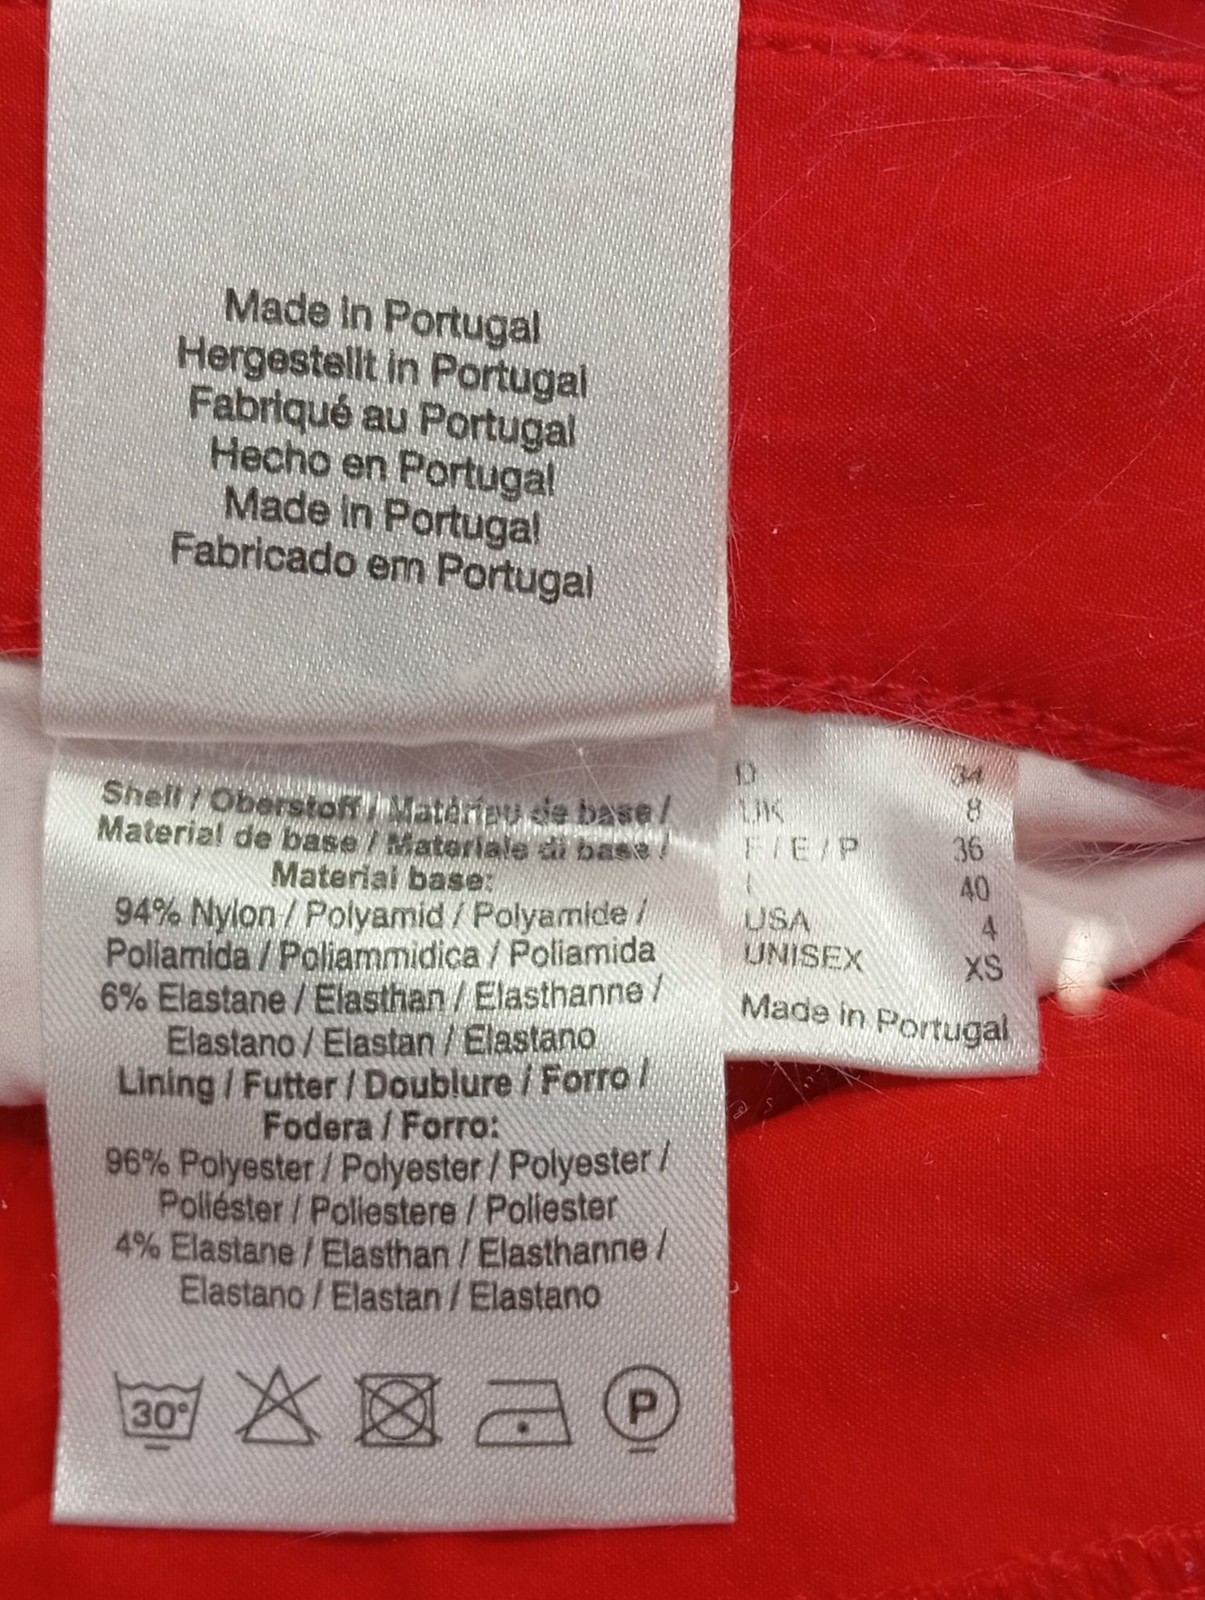 Made in Portugal
Hergestellt in Portugal
Fabriqué au Portugal
Hecho en Portugal
Made in Portugal
Fabricado em Portugal
Shell / Oberstoff / de base /
Material de base / Materiale di base /
Material base:
94% Nylon / Polyamid / Polyamide /
Poliamida / Poliammidica / Poliamida
6% Elastane / Elasthan / Elasthanne /
Elastano / Elastan / Elastano
Lining / Futter / Doublure / Forro /
Fodera / Forro:
96% Polyester / Polyester / Polyester /
Poliéster / Poliestere / Poliester
4% Elastane / Elasthan / Elasthanne /
Elastano / Elastan / Elastano
30° P
D 34
UK 8
F / E / P 36
I 40
USA 4
UNISEX XS
Made in Portugal